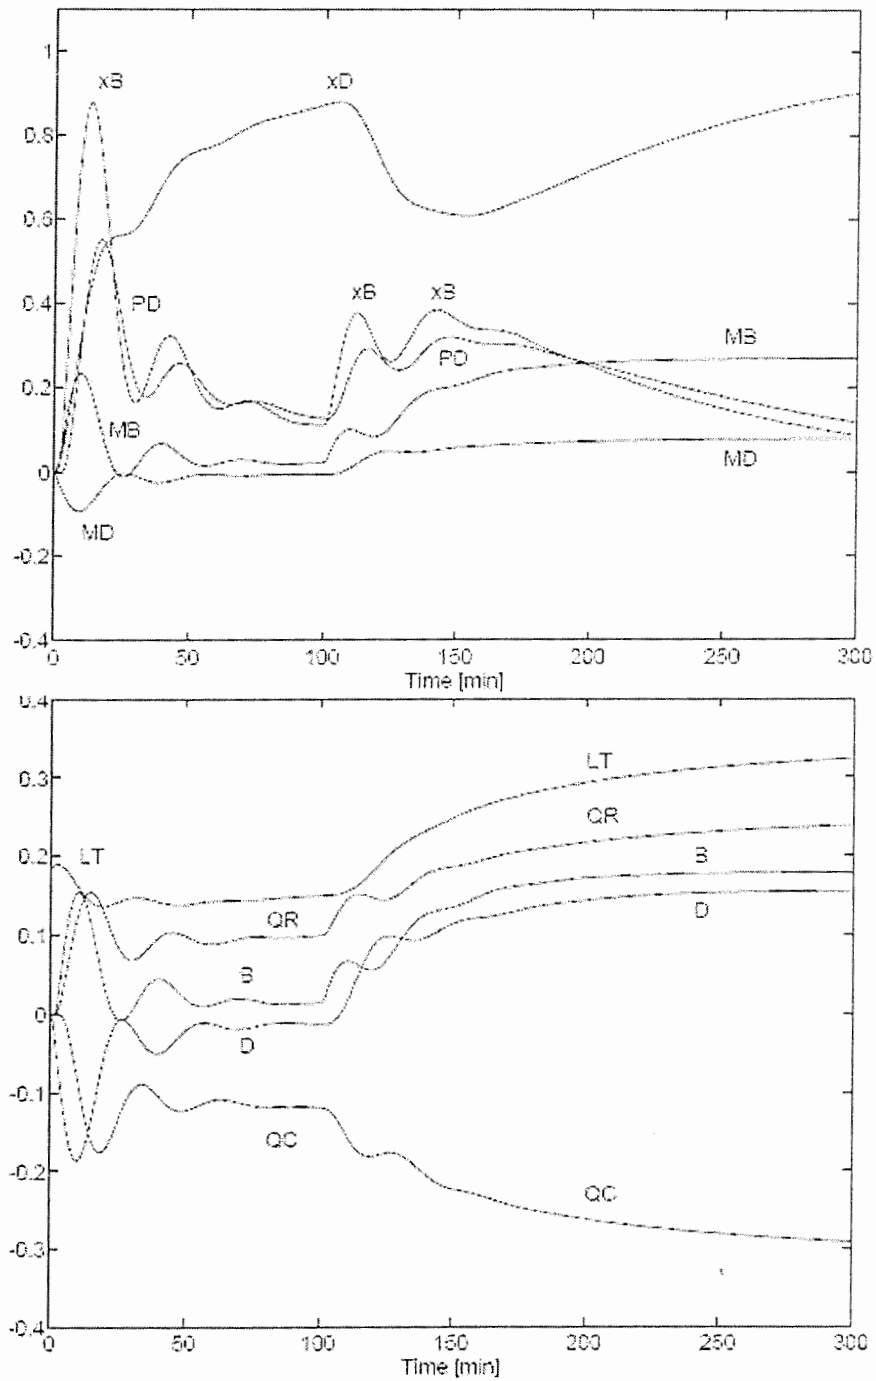 1
xB xD
0.8
0.6
0.4
PD
xB xB
MB
PD
0.2
MB
0
MD
MD
-0.2
-0.4
0 50 100 150 200 250 300
Time [min]
0.4
LT
0.3
QR
0.2
LT
B
QR
D
0.1
B
0
D
-0.1
QC
QC
-0.2
-0.3
-0.4
0 50 100 150 200 250 300
Time [min]